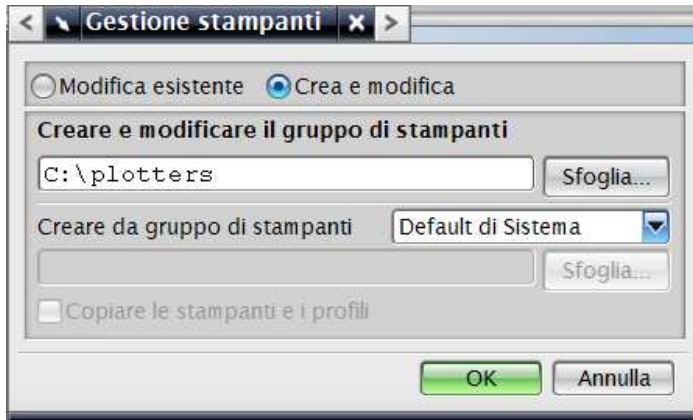 Gestione stampanti
Modifica esistente Crea e modifica
Creare e modificare il gruppo di stampanti
C:\plotters Sfoglia...
Creare da gruppo di stampanti Default di Sistema
Sfoglia...
Copiare le stampanti e i profili
OK Annulla